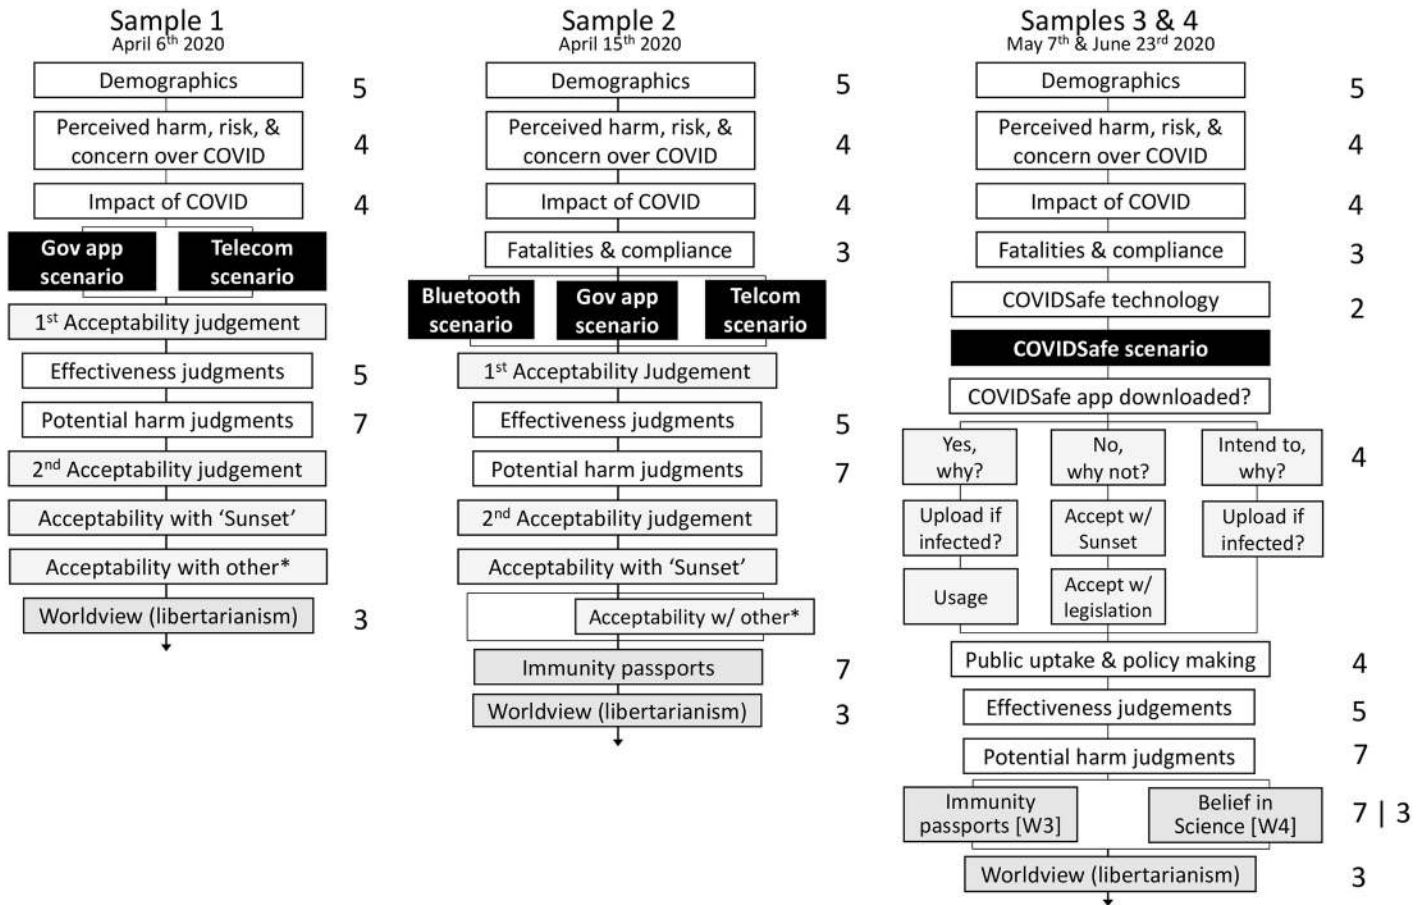 Sample 1
April 6th 2020
Demographics
5
Perceived harm, risk, &
concern over COVID
4
Impact of COVID
4
Gov app
scenario
Telecom
scenario
1st Acceptability judgement
Effectiveness judgments
5
Potential harm judgments
7
2nd Acceptability judgement
Acceptability with ‘Sunset’
Acceptability with other*
Worldview (libertarianism)
3
Sample 2
April 15th 2020
Demographics
5
Perceived harm, risk, &
concern over COVID
4
Impact of COVID
4
Fatalities & compliance
3
Bluetooth
scenario
Gov app
scenario
Telcom
scenario
1st Acceptability Judgement
Effectiveness judgments
5
Potential harm judgments
7
2nd Acceptability judgement
Acceptability with ‘Sunset’
Acceptability w/ other*
Immunity passports
7
Worldview (libertarianism)
3
Samples 3 & 4
May 7th & June 23rd 2020
Demographics
5
Perceived harm, risk, &
concern over COVID
4
Impact of COVID
4
Fatalities & compliance
3
COVIDSafe technology
2
COVIDSafe scenario
COVIDSafe app downloaded?
Yes,
why?
No,
why not?
Intend to,
why?
4
Upload if
infected?
Accept w/
Sunset
Upload if
infected?
Usage
Accept w/
legislation
Public uptake & policy making
4
Effectiveness judgements
5
Potential harm judgments
7
Immunity
passports [W3]
Belief in
Science [W4]
7 | 3
Worldview (libertarianism)
3